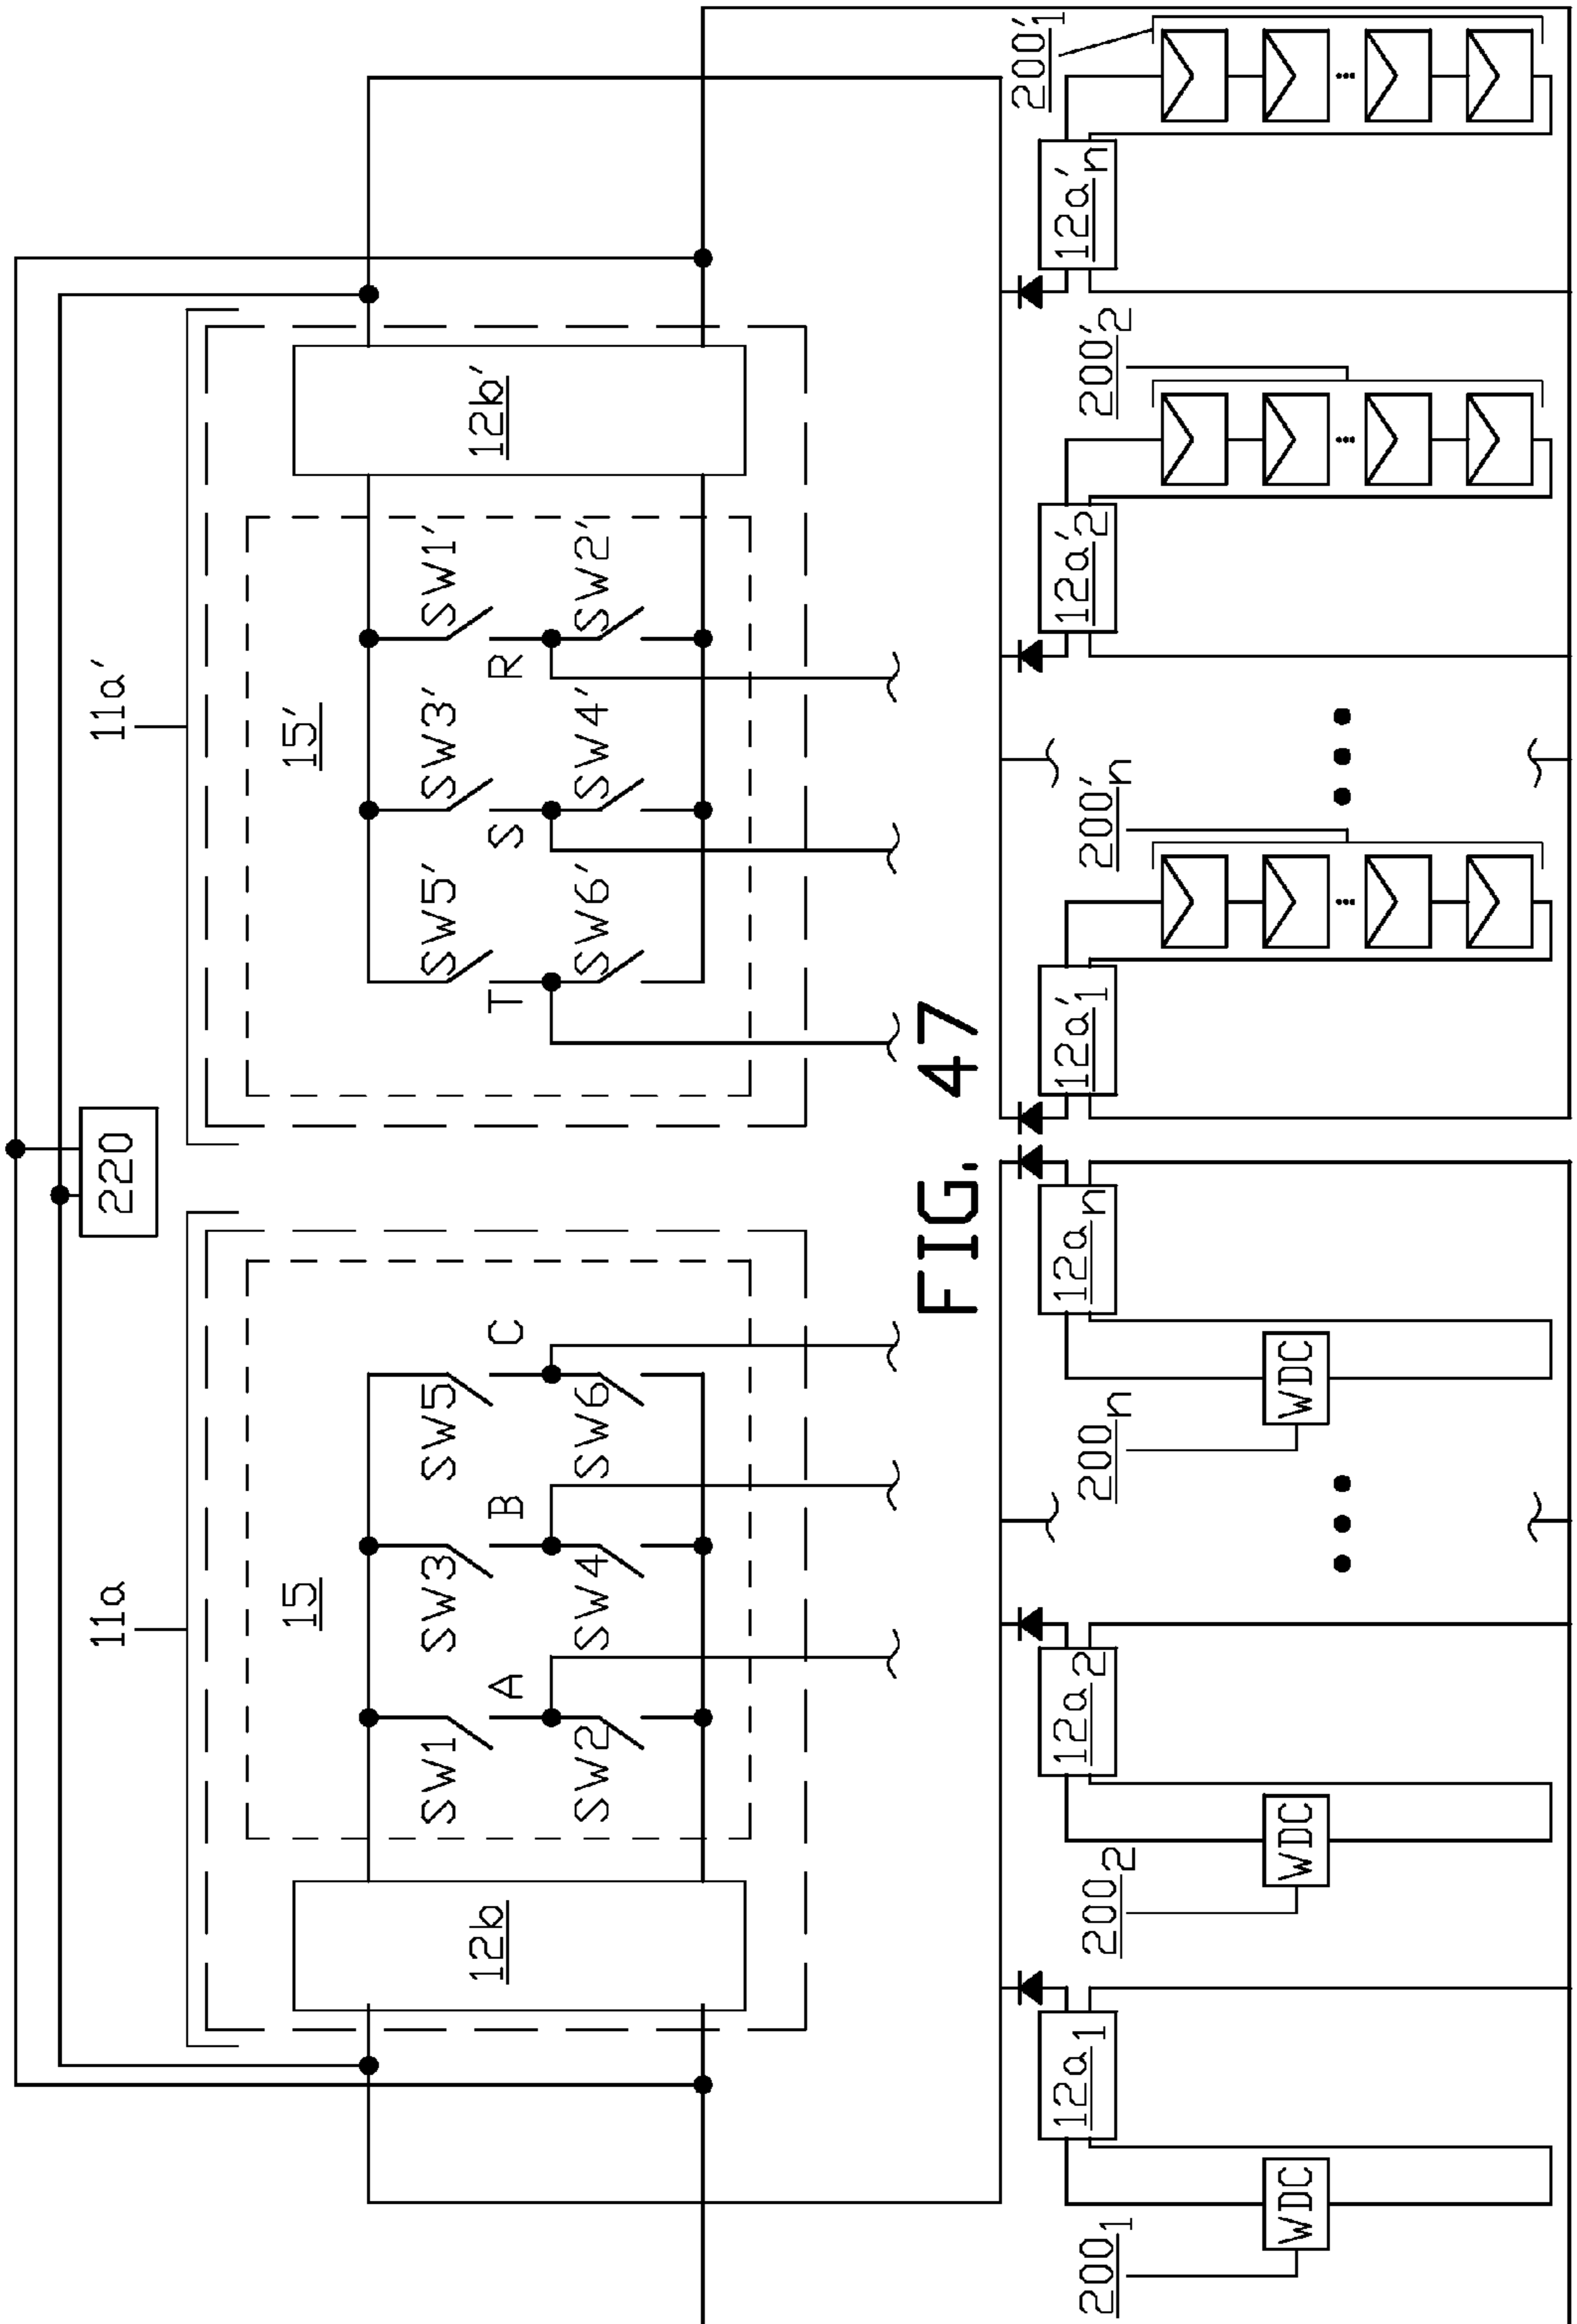 220
11a
11a'
15
15'
12b
SW1
SW3
SW5
A
B
C
SW2
SW4
SW6
SW5'
SW3'
SW1'
T
S
R
SW6'
SW4'
SW2'
12b'
FIG. 47
12a1
12a2
12an
12a'1
12a'2
12a'n
2001
2002
200n
200'n
200'2
200'1
WDC
WDC
WDC